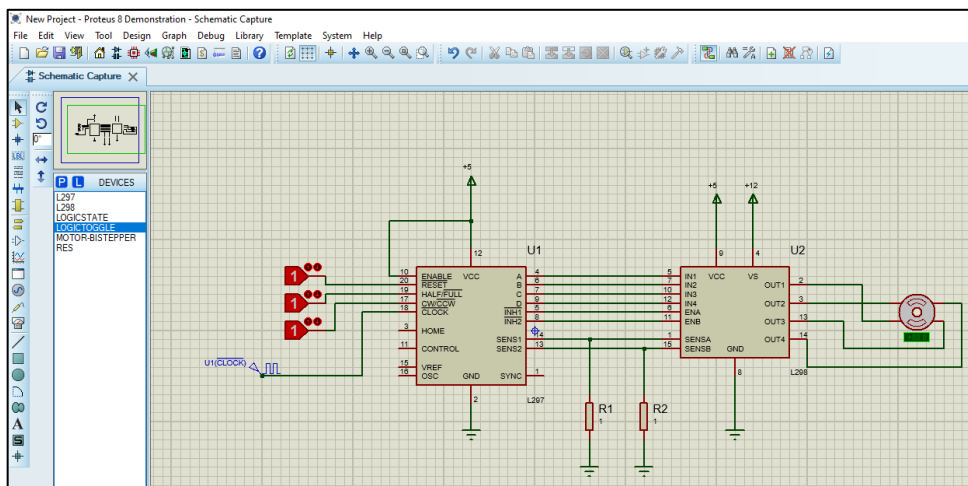 New Project - Proteus 8 Demonstration - Schematic Capture
File Edit View Tool Design Graph Debug Library Template System Help
Schematic Capture
0°
LBL
P L DEVICES
L297
L298
LOGICSTATE
LOGICTOGGLE
MOTOR-BISTEPPER
RES
A
S
+5
12
U1
10 ENABLE VCC A 4
20 RESET B 6
19 HALF/FULL C 7
17 CW/CCW D 9
18 CLOCK INH1 5
INH2 8
3 HOME
SENS1 14
11 CONTROL SENS2 13
15 VREF
16 OSC GND SYNC 1
2
L297
1
1
1
U1(CLOCK)
R1
1
R2
1
+12
9
4
U2
5 IN1 VCC VS OUT1 2
7 IN2
10 IN3 OUT2 3
12 IN4
6 ENA OUT3 13
11 ENB
1 SENSA OUT4 14
15 SENSB GND
8
L298